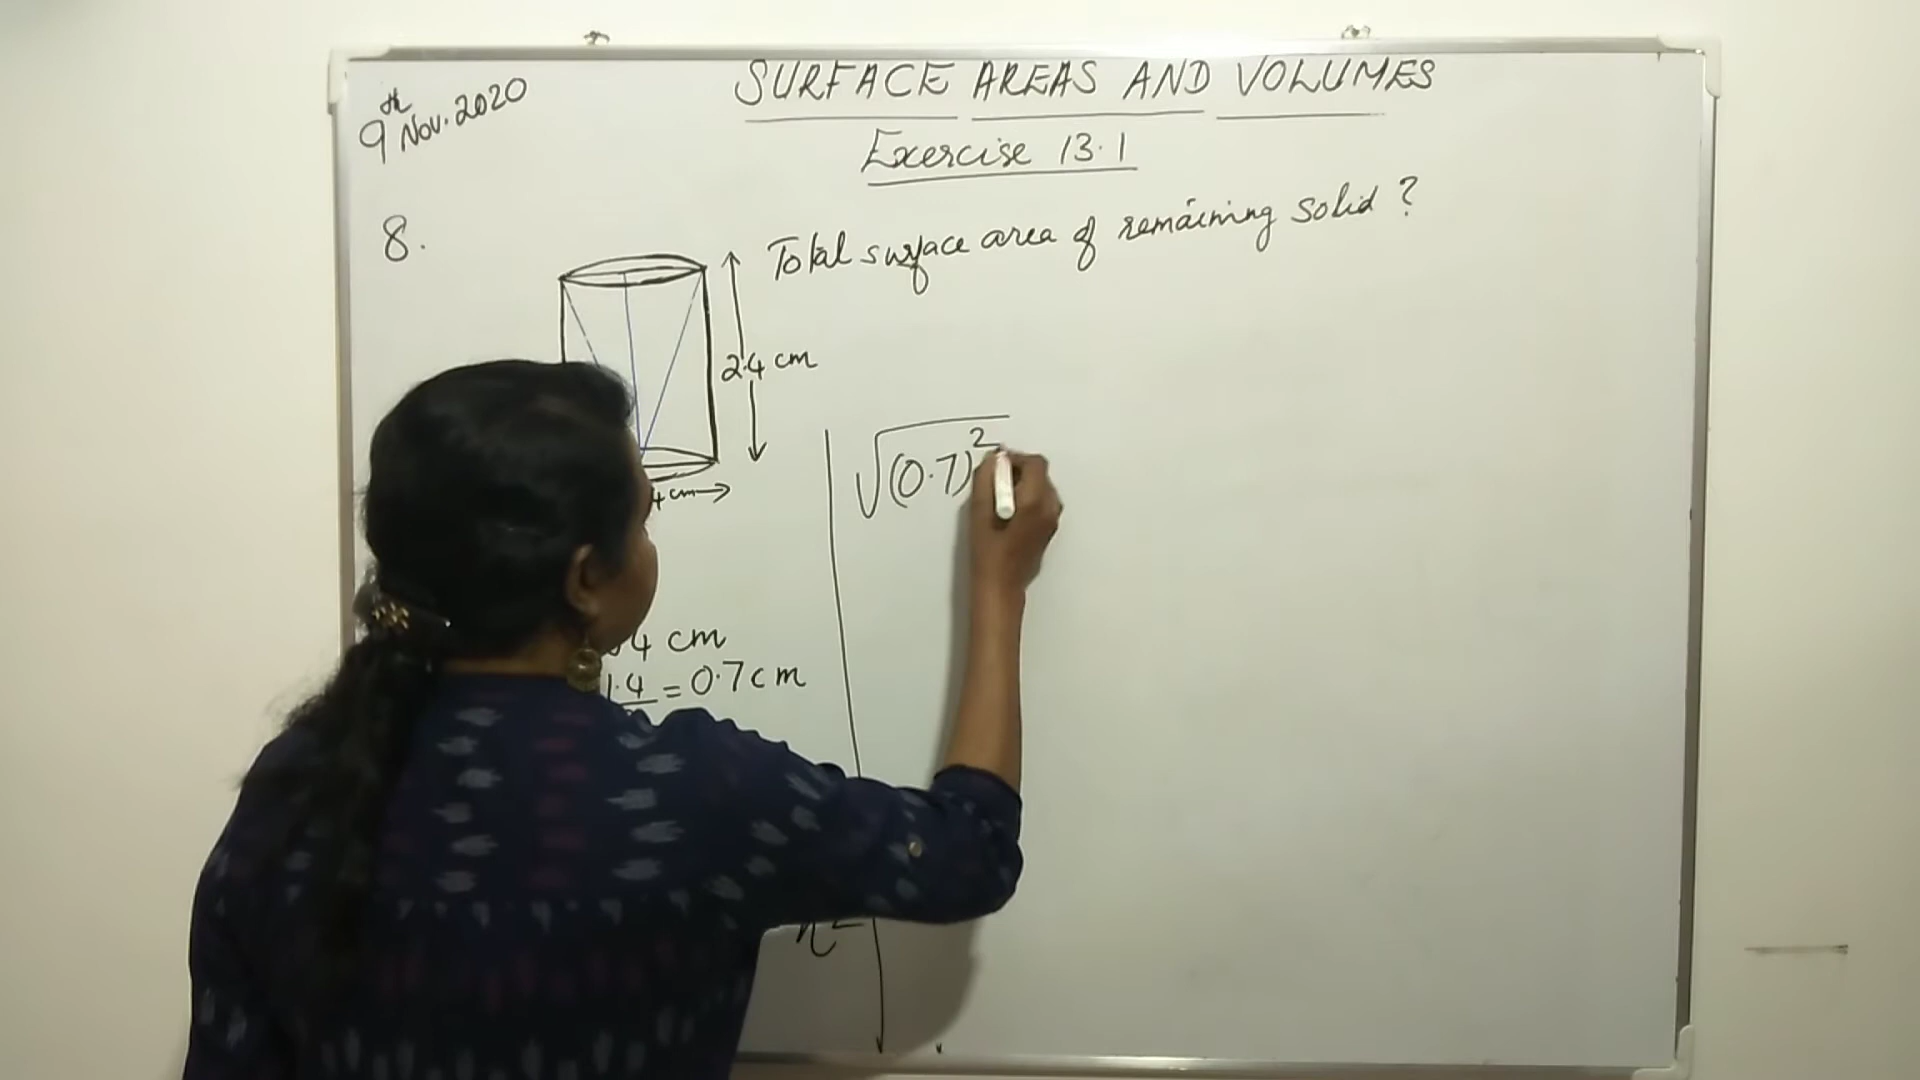 9th Nov. 2020
SURFACE AREAS AND VOLUMES
Exercise 13.1
8.
Total surface area of remaining solid ?
2.4 cm
4 cm
√(0.7)²
4 cm
1.4 = 0.7 cm